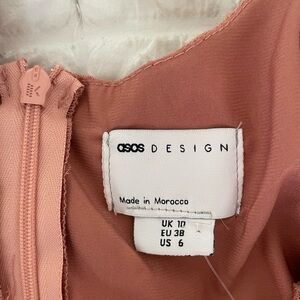 asos DESIGN
Made in Morocco
UK 10
EU 38
US 6